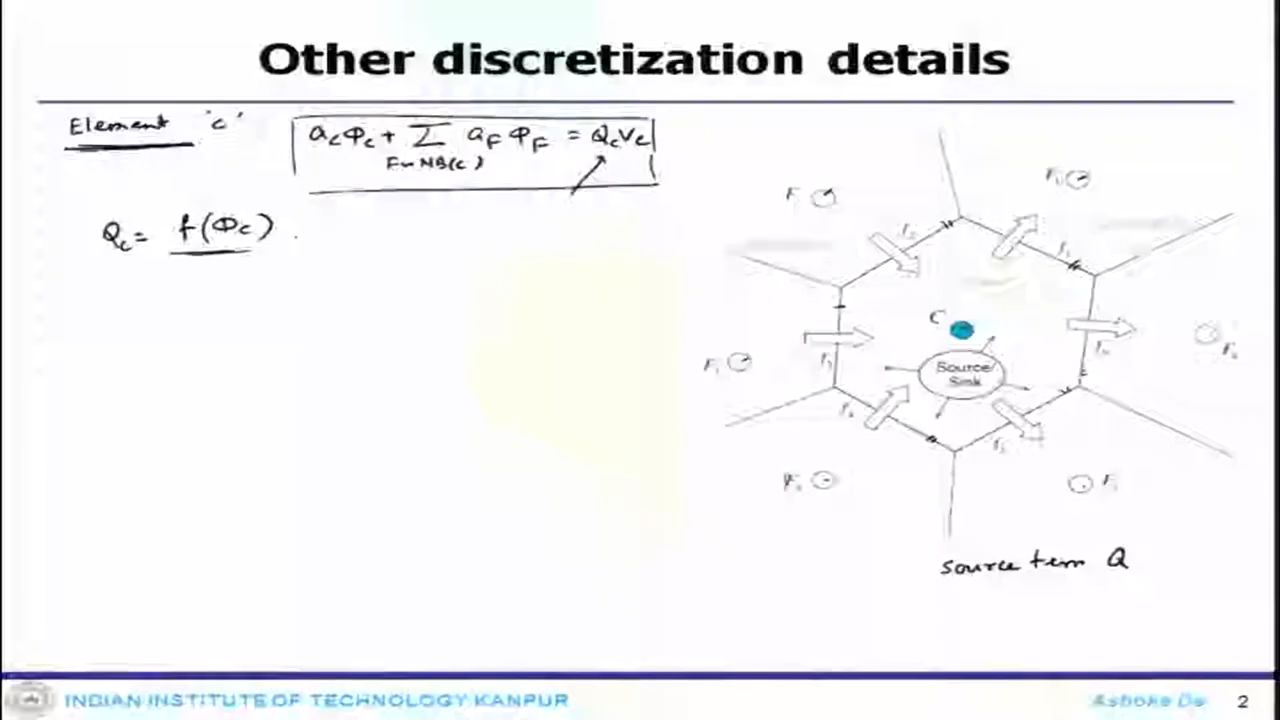 Other discretization details
Element 'c'
a_c Φ_c + Σ a_F Φ_F = Q_c V_c
F~NB(c)
Q_c = f(Φ_c)
C
Source/
Sink
source term Q
INDIAN INSTITUTE OF TECHNOLOGY KANPUR
Ashoke De 2